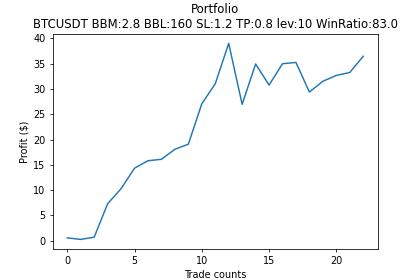 Portfolio
BTCUSDT BBM:2.8 BBL:160 SL:1.2 TP:0.8 lev:10 WinRatio:83.0
40
35
30
25
20
15
10
5
0
Profit ($)
0 5 10 15 20
Trade counts